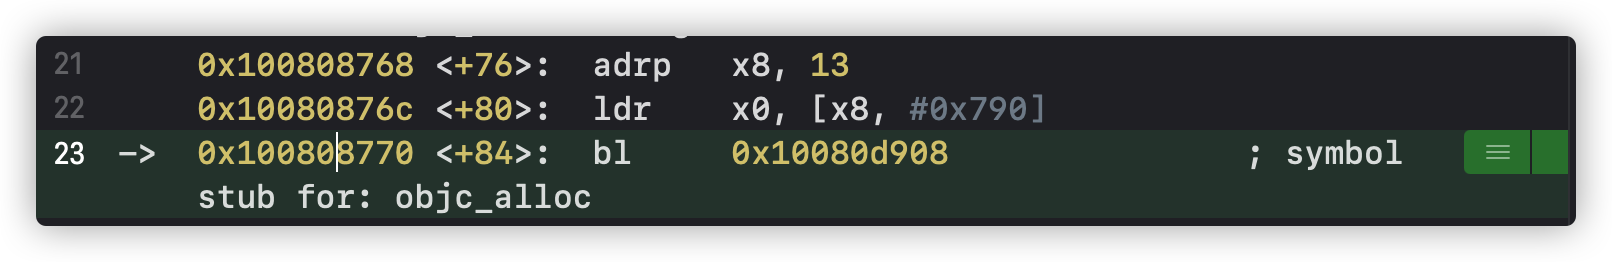 21 0x100808768 <+76>: adrp x8, 13
22 0x10080876c <+80>: ldr x0, [x8, #0x790]
23 -> 0x100808770 <+84>: bl 0x10080d908 ; symbol
stub for: objc_alloc